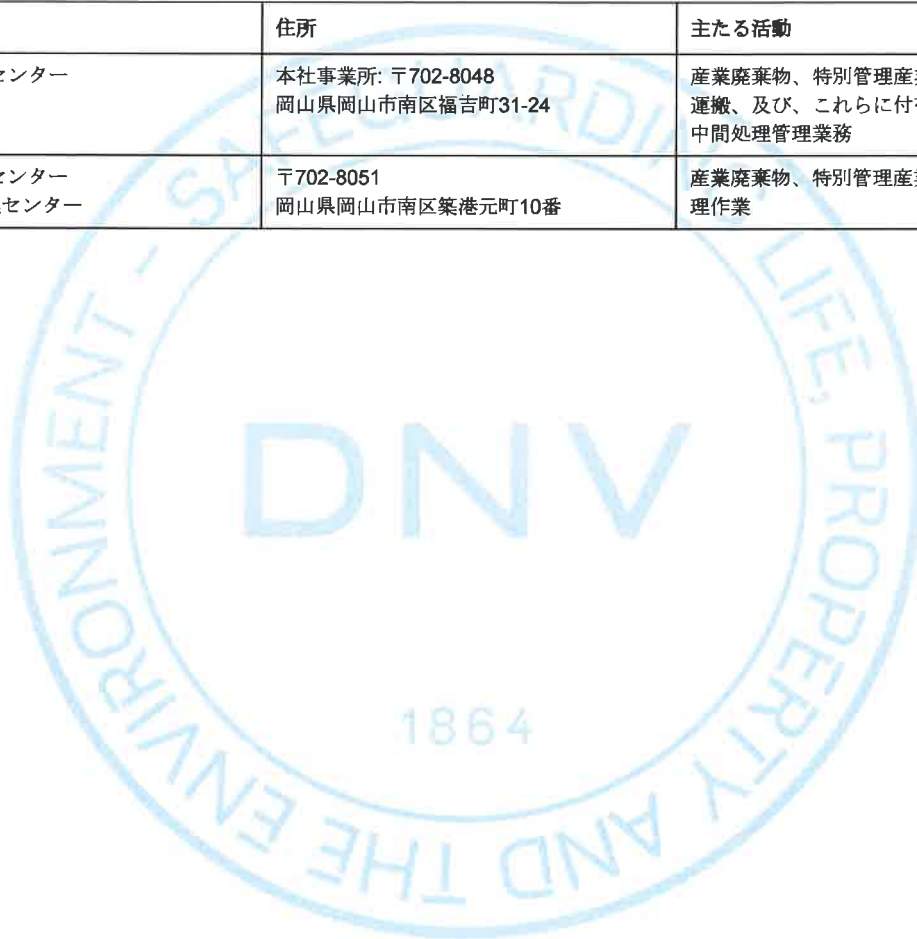 住所
主たる活動
センター
本社事業所: 〒702-8048
岡山県岡山市南区福吉町31-24
産業廃棄物、特別管理産業
運搬、及び、これらに付
中間処理管理業務
センター
センター
〒702-8051
岡山県岡山市南区築港元町10番
産業廃棄物、特別管理産業
理作業
SAFEGUARDING LIFE, PROPERTY AND THE ENVIRONMENT -
DNV
1864